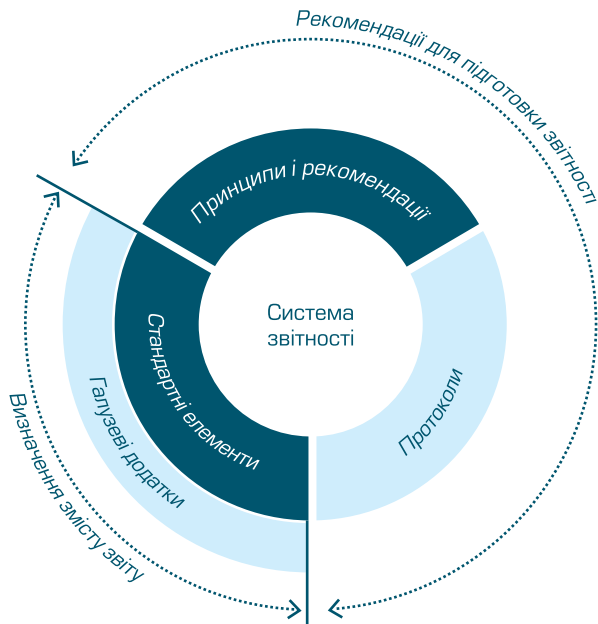 Рекомендації для підготовки звітності
Принципи і рекомендації
Система
звітності
Стандартні елементи
Галузеві додатки
Протоколи
Визначення змісту звіту